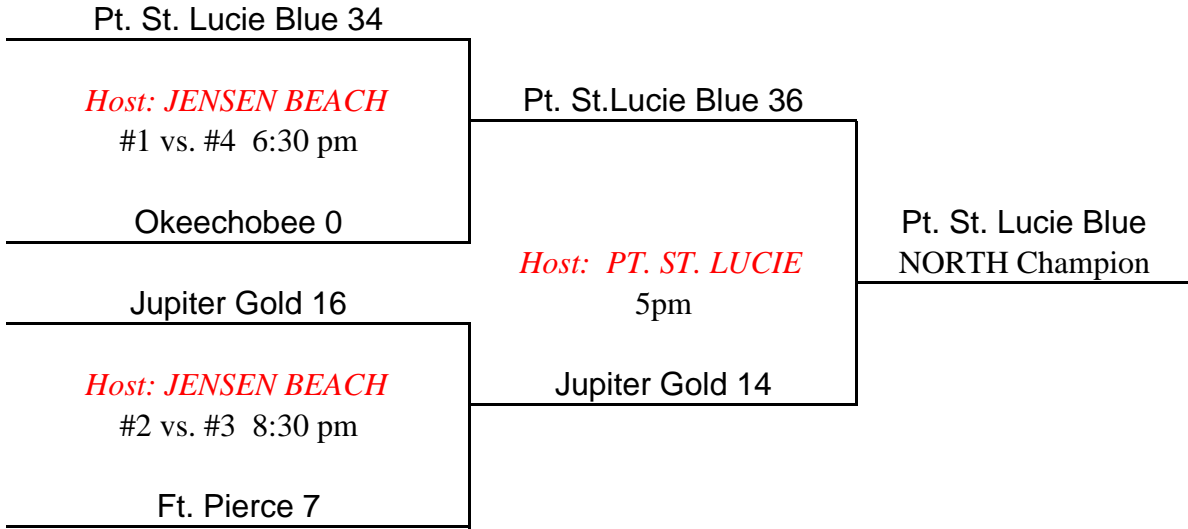 Pt. St. Lucie Blue 34
Host: JENSEN BEACH
#1 vs. #4 6:30 pm
Okeechobee 0
Jupiter Gold 16
Host: JENSEN BEACH
#2 vs. #3 8:30 pm
Ft. Pierce 7
Pt. St.Lucie Blue 36
Host: PT. ST. LUCIE
5pm
Jupiter Gold 14
Pt. St. Lucie Blue
NORTH Champion